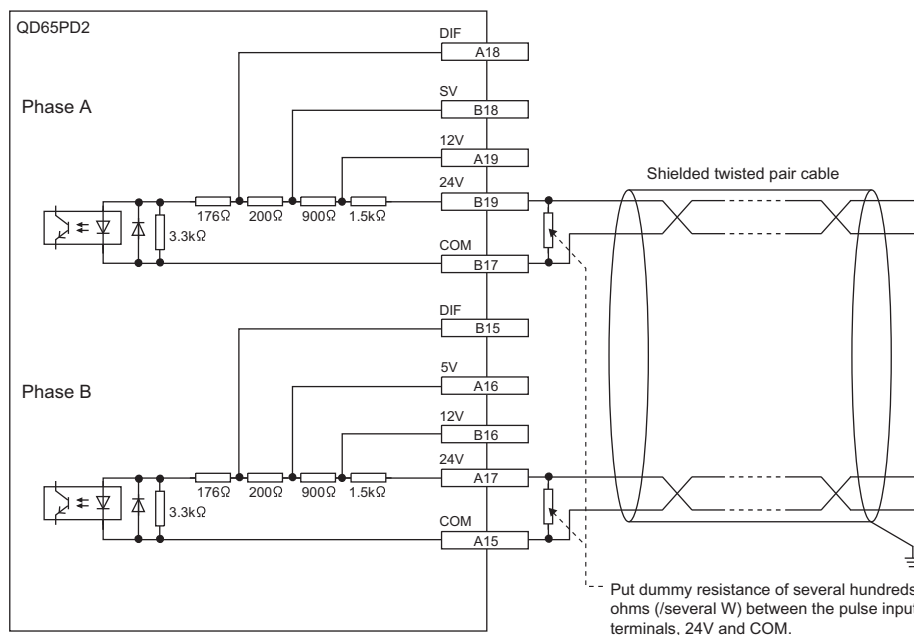 QD65PD2
DIF
A18
Phase A
SV
B18
12V
A19
Shielded twisted pair cable
24V
B19
176Ω
200Ω
900Ω
1.5kΩ
3.3kΩ
COM
B17
DIF
B15
5V
A16
Phase B
12V
B16
24V
A17
176Ω
200Ω
900Ω
1.5kΩ
3.3kΩ
COM
A15
Put dummy resistance of several hundreds
ohms (/several W) between the pulse input
terminals, 24V and COM.